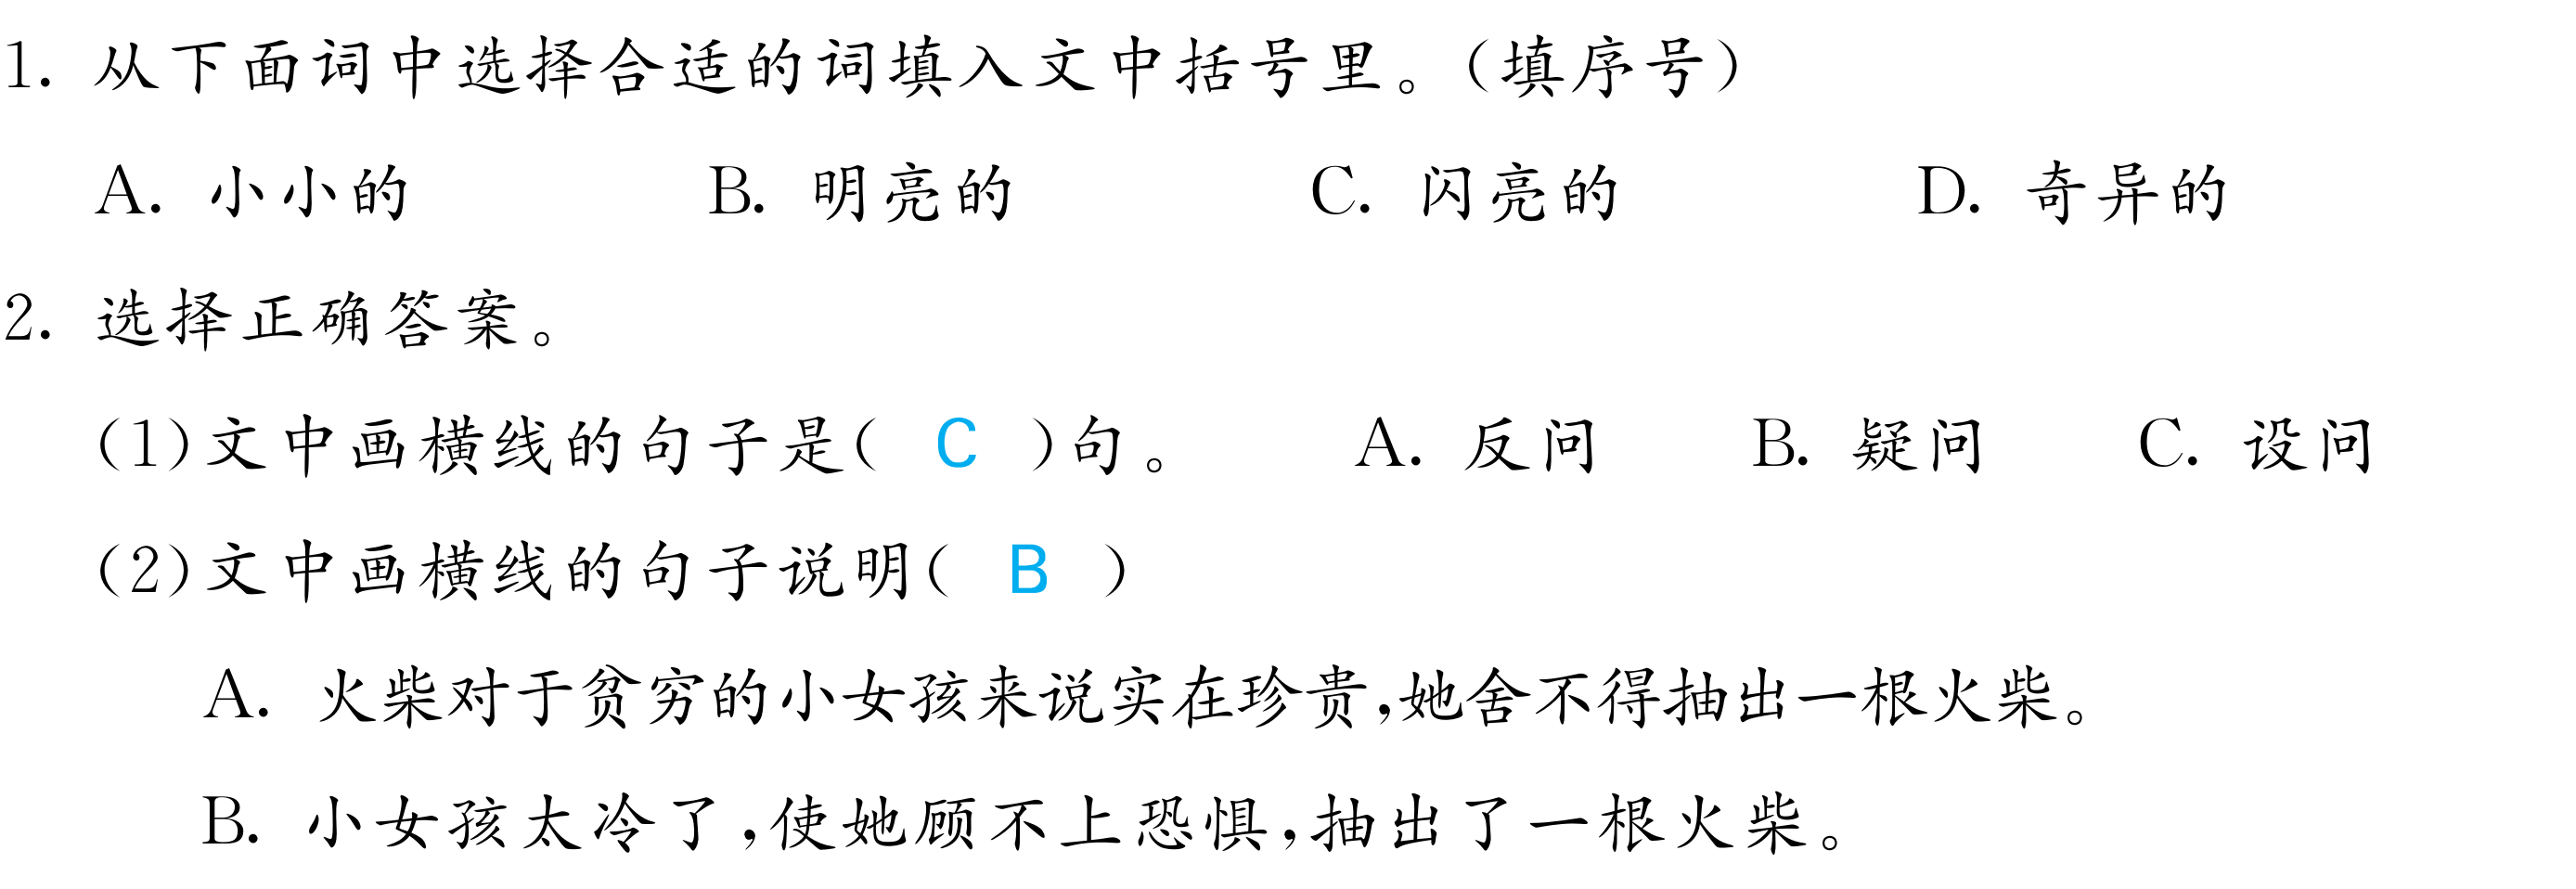 1. 从下面词中选择合适的词填入文中括号里。(填序号)
A. 小小的 B. 明亮的 C. 闪亮的 D. 奇异的
2. 选择正确答案。
(1)文中画横线的句子是( C )句。 A. 反问 B. 疑问 C. 设问
(2)文中画横线的句子说明( B )
A. 火柴对于贫穷的小女孩来说实在珍贵,她舍不得抽出一根火柴。
B. 小女孩太冷了,使她顾不上恐惧,抽出了一根火柴。